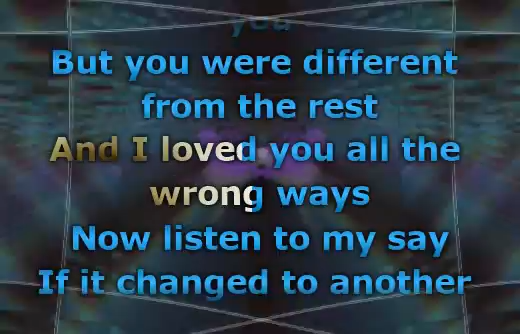 you
But you were different
from the rest
And I loved you all the
wrong ways
Now listen to my say
If it changed to another